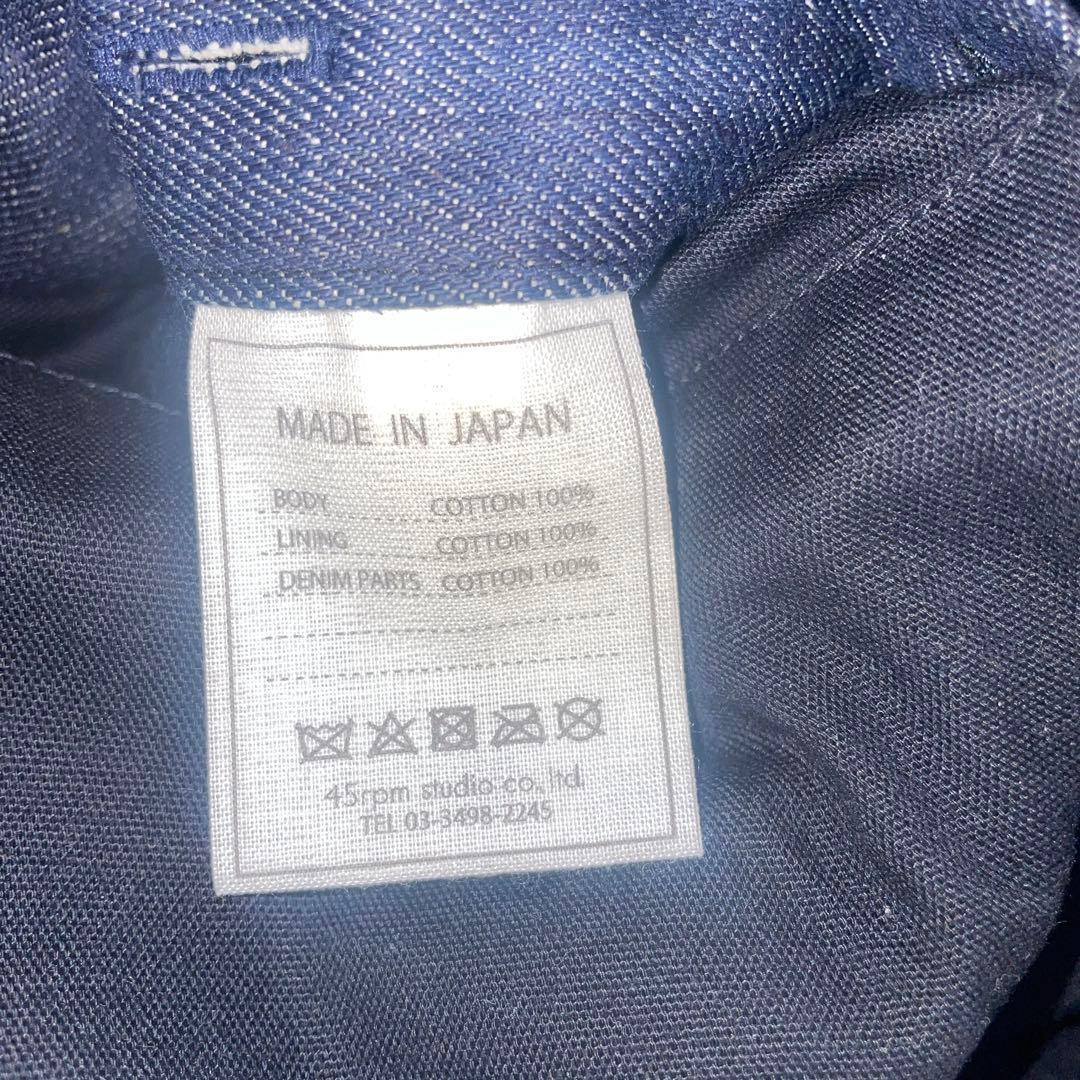 MADE IN JAPAN
BODY COTTON 100%
LINING COTTON 100%
DENIM PARTS COTTON 100%
45rpm studio co., ltd.
TEL 03-3498-2245